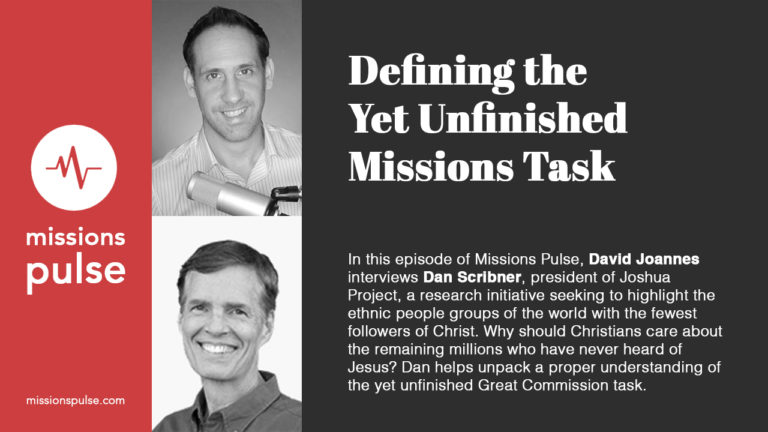 missions
pulse
missionspulse.com
Defining the
Yet Unfinished
Missions Task
In this episode of Missions Pulse, David Joannes
interviews Dan Scribner, president of Joshua
Project, a research initiative seeking to highlight the
ethnic people groups of the world with the fewest
followers of Christ. Why should Christians care about
the remaining millions who have never heard of
Jesus? Dan helps unpack a proper understanding of
the yet unfinished Great Commission task.